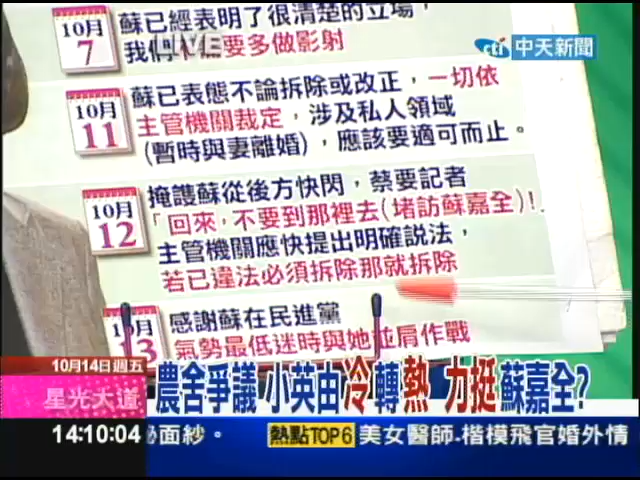 10月
7
蘇已經表明了很清楚的立場，
要多做影射
LIVE
cti 中天新聞
10月
11
蘇已表態不論拆除或改正，一切依
主管機關裁定，涉及私人領域
(暫時與妻離婚)，應該要適可而止。
10月
12
掩護蘇從後方快閃，蔡要記者
「回來，不要到那裡去(堵訪蘇嘉全)!」
主管機關應快提出明確說法，
若已違法必須拆除那就拆除
感謝蘇在民進黨
氣勢最低迷時與她並肩作戰
10月14日週五
農舍爭議 小英由冷轉熱 力挺蘇嘉全?
星光大道
14:10:04
面紗。 熱點TOP6 美女醫師-楷模飛官婚外情